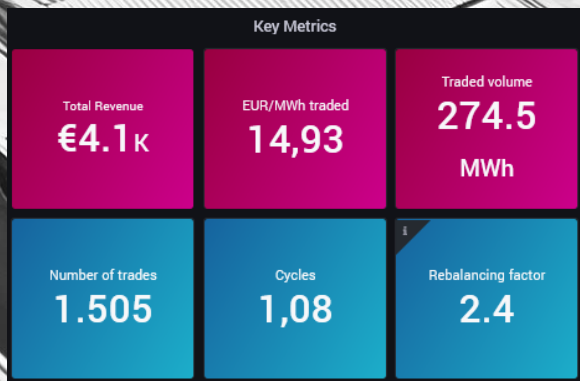 Key Metrics
Total Revenue
€4.1K
EUR/MWh traded
14,93
Traded volume
274.5
MWh
Number of trades
1.505
Cycles
1,08
i
Rebalancing factor
2.4